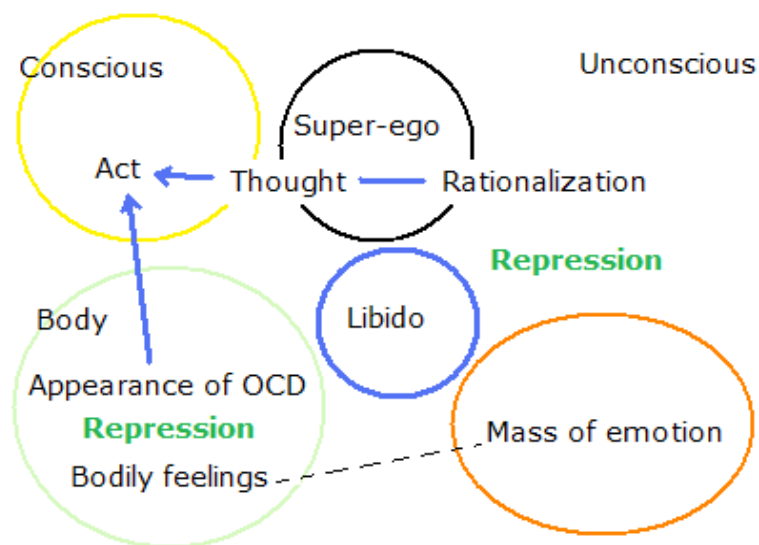 Conscious
Unconscious
Super-ego
Act
Thought
Rationalization
Repression
Body
Libido
Appearance of OCD
Repression
Mass of emotion
Bodily feelings